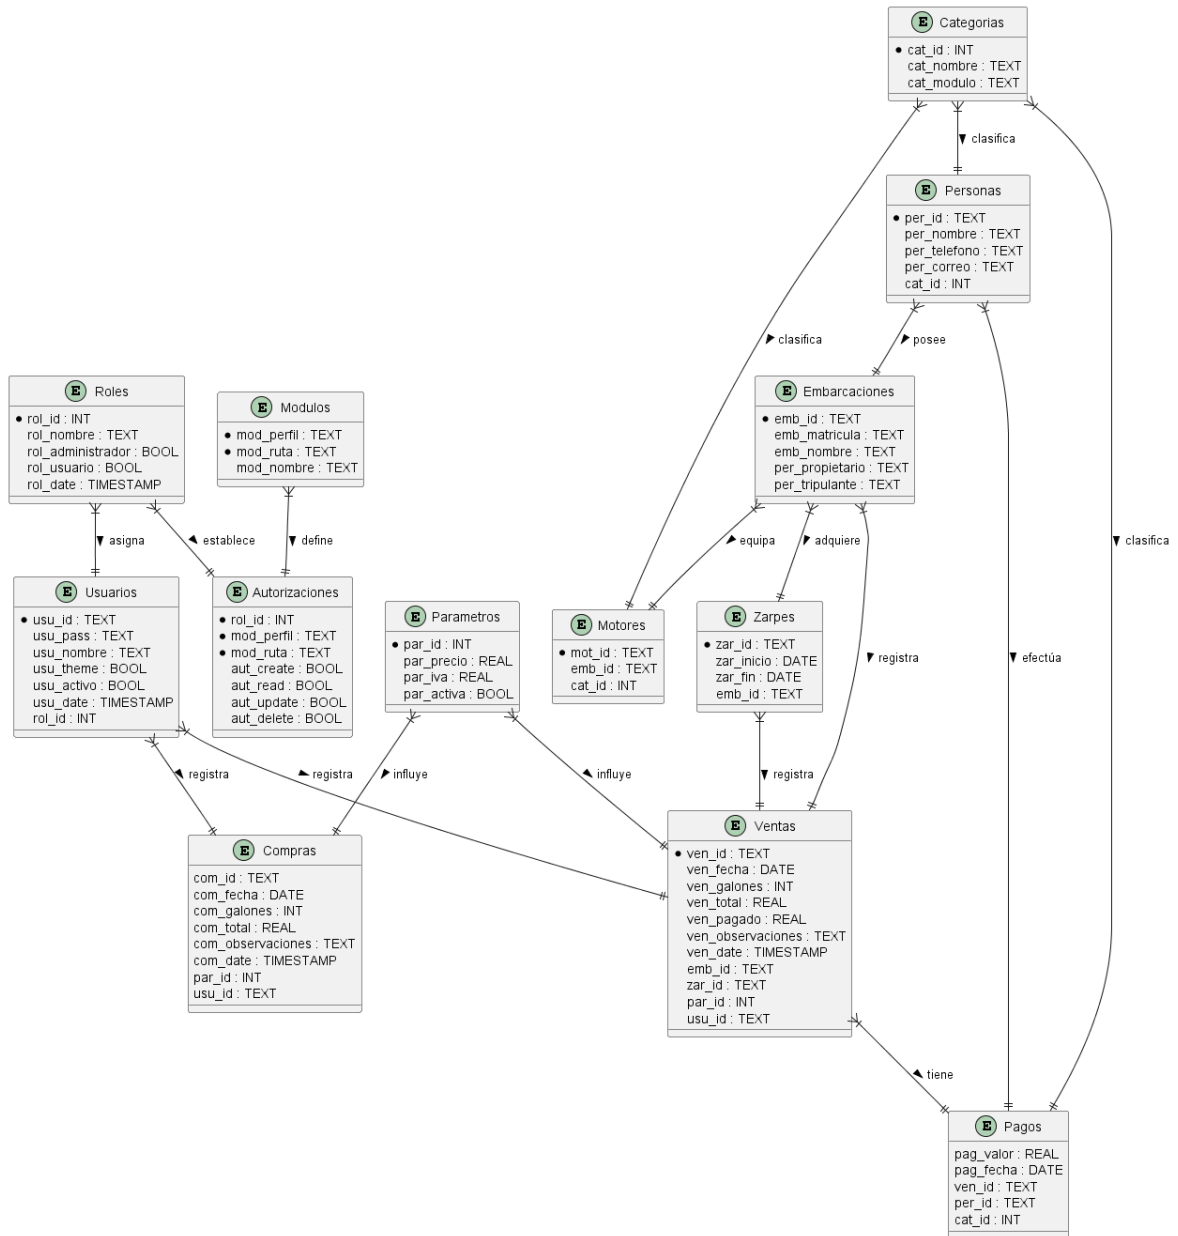 E Categorias
cat_id : INT
cat_nombre : TEXT
cat_modulo : TEXT
clasifica
E Personas
per_id : TEXT
per_nombre : TEXT
per_telefono : TEXT
per_correo : TEXT
cat_id : INT
clasifica
posee
E Roles
rol_id : INT
rol_nombre : TEXT
rol_administrador : BOOL
rol_usuario : BOOL
rol_date : TIMESTAMP
E Modulos
mod_perfil : TEXT
mod_ruta : TEXT
mod_nombre : TEXT
E Embarcaciones
emb_id : TEXT
emb_matricula : TEXT
emb_nombre : TEXT
per_propietario : TEXT
per_tripulante : TEXT
asigna
establece
define
equipa
adquiere
clasifica
E Usuarios
usu_id : TEXT
usu_pass : TEXT
usu_nombre : TEXT
usu_theme : BOOL
usu_activo : BOOL
usu_date : TIMESTAMP
rol_id : INT
E Autorizaciones
rol_id : INT
mod_perfil : TEXT
mod_ruta : TEXT
aut_create : BOOL
aut_read : BOOL
aut_update : BOOL
aut_delete : BOOL
E Parametros
par_id : INT
par_precio : REAL
par_iva : REAL
par_activa : BOOL
E Motores
mot_id : TEXT
emb_id : TEXT
cat_id : INT
E Zarpes
zar_id : TEXT
zar_inicio : DATE
zar_fin : DATE
emb_id : TEXT
registra
efectúa
registra
registra
influye
influye
registra
E Compras
com_id : TEXT
com_fecha : DATE
com_galones : INT
com_total : REAL
com_observaciones : TEXT
com_date : TIMESTAMP
par_id : INT
usu_id : TEXT
E Ventas
ven_id : TEXT
ven_fecha : DATE
ven_galones : INT
ven_total : REAL
ven_pagado : REAL
ven_observaciones : TEXT
ven_date : TIMESTAMP
emb_id : TEXT
zar_id : TEXT
par_id : INT
usu_id : TEXT
tiene
E Pagos
pag_valor : REAL
pag_fecha : DATE
ven_id : TEXT
per_id : TEXT
cat_id : INT